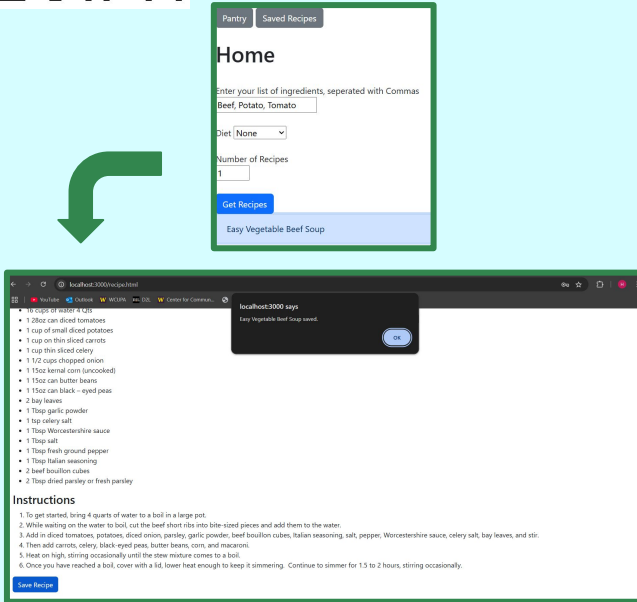 Pantry Saved Recipes
Home
Enter your list of ingredients, seperated with Commas
Beef, Potato, Tomato
Diet None
Number of Recipes
1
Get Recipes
Easy Vegetable Beef Soup
localhost:3000/recipe.html
YouTube Outlook WCUPA D2L Center for Commun...
localhost:3000 says
Easy Vegetable Beef Soup saved.
OK
16 cups of water 4 Qts
1 28oz can diced tomatoes
1 cup of small diced potatoes
1 cup on thin sliced carrots
1 cup thin sliced celery
1 1/2 cups chopped onion
1 15oz kernal corn (uncooked)
1 15oz can butter beans
1 15oz can black – eyed peas
2 bay leaves
1 Tbsp garlic powder
1 tsp celery salt
1 Tbsp Worcestershire sauce
1 Tbsp salt
1 Tbsp fresh ground pepper
1 Tbsp Italian seasoning
2 beef bouillon cubes
2 Tbsp dried parsley or fresh parsley
Instructions
1. To get started, bring 4 quarts of water to a boil in a large pot.
2. While waiting on the water to boil, cut the beef short ribs into bite-sized pieces and add them to the water.
3. Add in diced tomatoes, potatoes, diced onion, parsley, garlic powder, beef bouillon cubes, Italian seasoning, salt, pepper, Worcestershire sauce, celery salt, bay leaves, and stir.
4. Then add carrots, celery, black-eyed peas, butter beans, corn, and macaroni.
5. Heat on high, stirring occasionally until the stew mixture comes to a boil.
6. Once you have reached a boil, cover with a lid, lower heat enough to keep it simmering. Continue to simmer for 1.5 to 2 hours, stirring occasionally.
Save Recipe